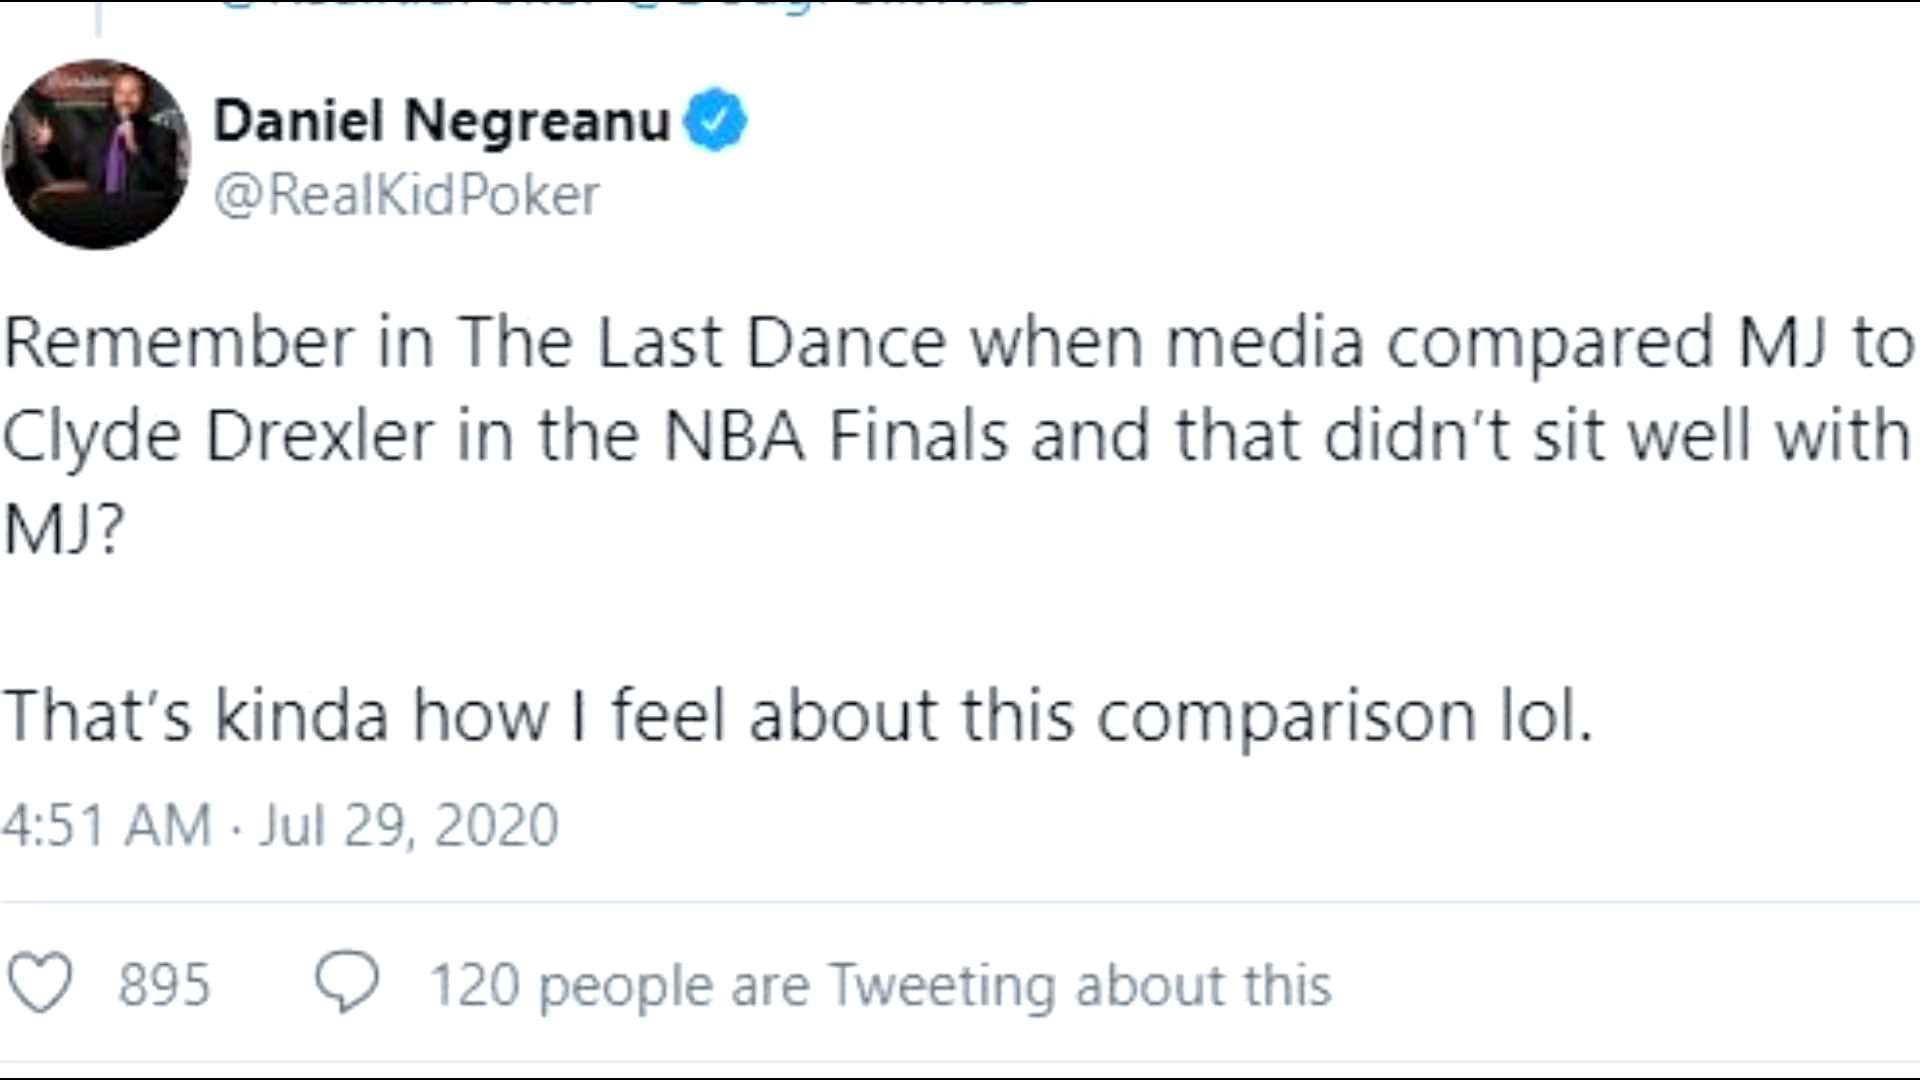 Daniel Negreanu
@RealKidPoker
Remember in The Last Dance when media compared MJ to
Clyde Drexler in the NBA Finals and that didn't sit well with
MJ?
That's kinda how I feel about this comparison lol.
4:51 AM · Jul 29, 2020
895 120 people are Tweeting about this